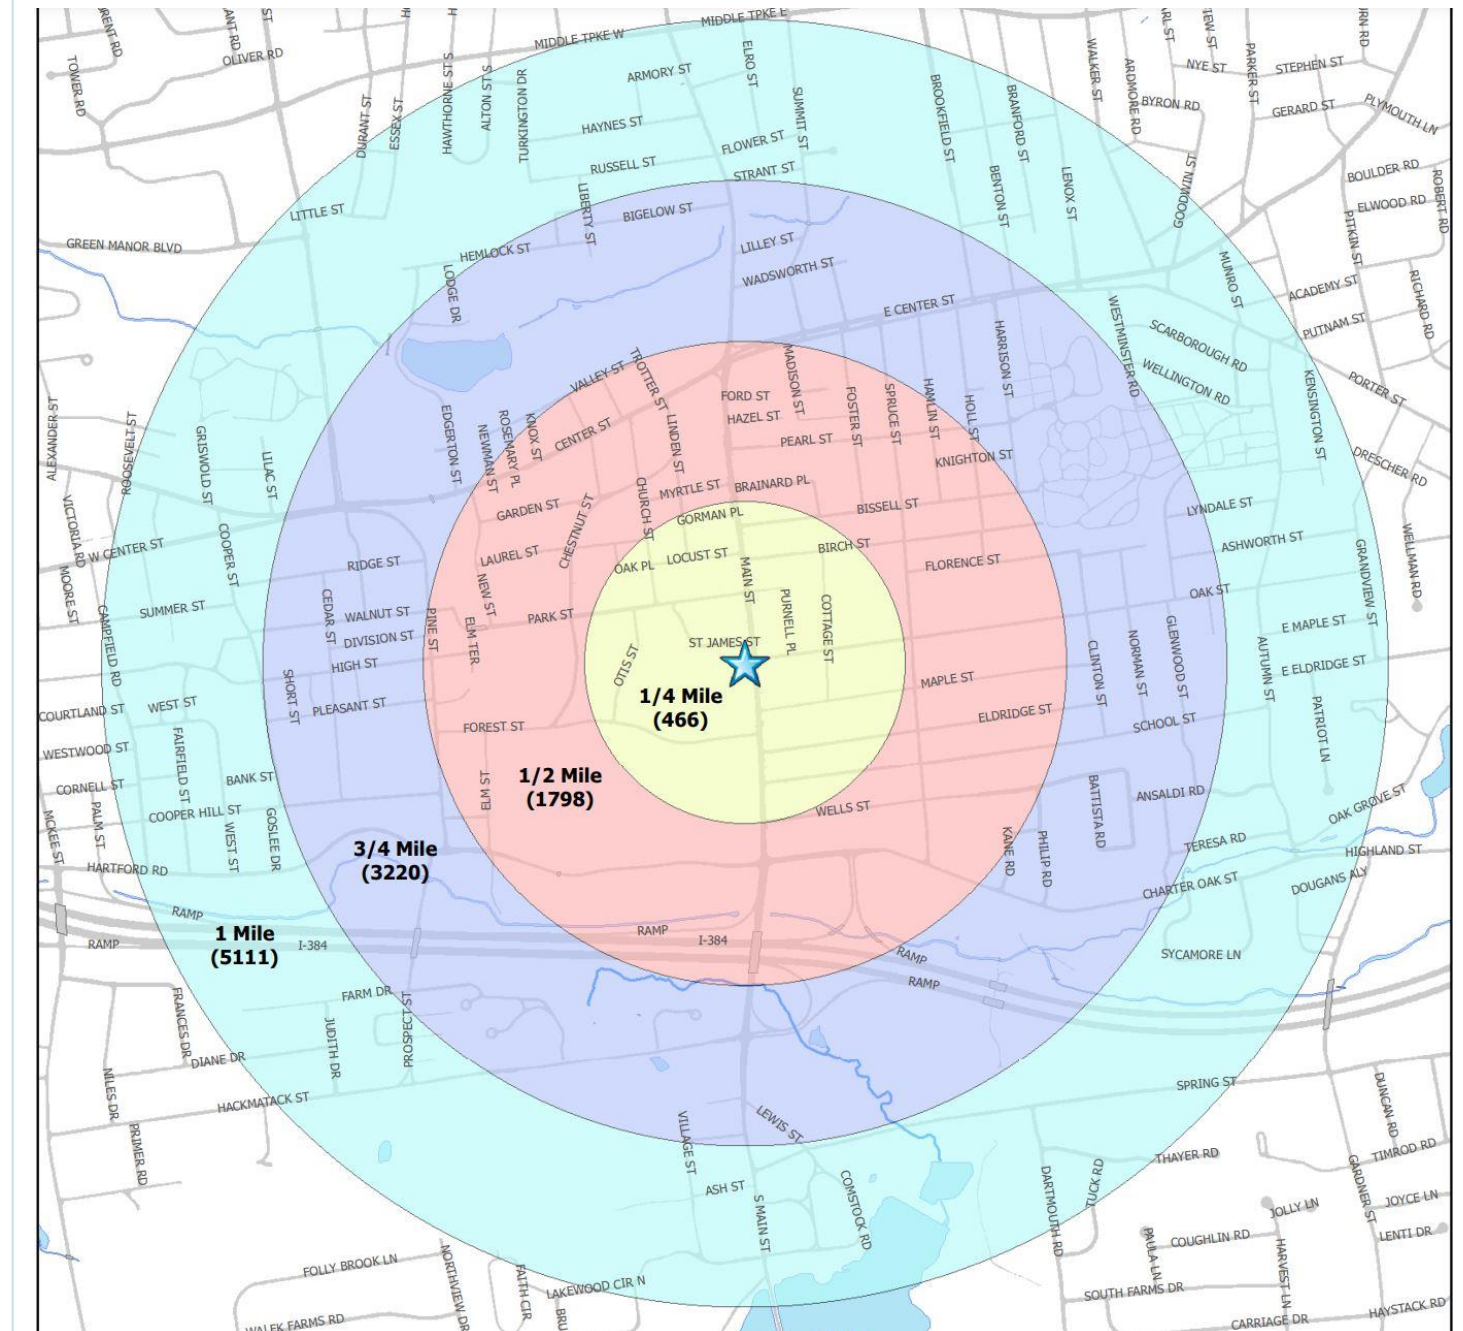 MIDDLE TPKE E
MIDDLE TPKE W
OLIVER RD
TOWER RD
ARMORY ST
ELRO ST
SUMMIT ST
NYE ST
PARKER ST
STEPHEN ST
WALKER ST
ARDMORE RD
BYRON RD
GERARD ST
PLYMOUTH LN
HAWTHORNE ST S
ALTON ST S
TURKINGTON DR
DURANT ST
ESSEX ST
HAYNES ST
FLOWER ST
BROOKFIELD ST
BRANFORD ST
RUSSELL ST
STRANT ST
BENTON ST
LENOX ST
GOODWIN ST
BOULDER RD
ELWOOD RD
ROBERT RD
LITTLE ST
LIBERTY ST
BIGELOW ST
PITKIN ST
GREEN MANOR BLVD
HEMLOCK ST
LODGE DR
LILLEY ST
WADSWORTH ST
MUNRO ST
ACADEMY ST
RICHARD RD
PUTNAM ST
E CENTER ST
HARRISON ST
WESTMINSTER RD
SCARBOROUGH RD
WELLINGTON RD
KENSINGTON ST
PORTER ST
VALLEY ST
TROTTER ST
MADISON ST
FORD ST
HAZEL ST
FOSTER ST
SPRUCE ST
HAMLIN ST
HOLL ST
ALEXANDER ST
ROOSEVELT ST
GRISWOLD ST
LILAC ST
EDGERTON ST
NEWMAN ST
ROSEMARY PL
KNOX ST
CENTER ST
LINDEN ST
PEARL ST
KNIGHTON ST
DRESCHER RD
VICTORIA RD
GARDEN ST
CHESTNUT ST
CHURCH ST
MYRTLE ST
BRAINARD PL
BISSELL ST
LYNDALE ST
GORMAN PL
W CENTER ST
COOPER ST
RIDGE ST
LAUREL ST
OAK PL
LOCUST ST
BIRCH ST
FLORENCE ST
ASHWORTH ST
GRANDVIEW ST
WELLMAN RD
MOORE ST
SUMMER ST
CEDAR ST
WALNUT ST
NEW ST
PARK ST
MAIN ST
PURNELL PL
COTTAGE ST
OAK ST
CAMPFIELD RD
DIVISION ST
PINE ST
ELM TER
ST JAMES ST
E MAPLE ST
HIGH ST
OTIS ST
CLINTON ST
NORMAN ST
GLENWOOD ST
AUTUMN ST
E ELDRIDGE ST
SHORT ST
MAPLE ST
1/4 Mile
(466)
COURTLAND ST
WEST ST
PLEASANT ST
FOREST ST
ELDRIDGE ST
SCHOOL ST
PATRIOT LN
WESTWOOD ST
FAIRFIELD ST
BANK ST
CORNELL ST
ELM ST
1/2 Mile
(1798)
BATTISTA RD
ANSALDI RD
OAK GROVE ST
PALM ST
COOPER HILL ST
WEST ST
GOSLEE DR
WELLS ST
MCKEE ST
3/4 Mile
(3220)
KANE RD
PHILIP RD
TERESA RD
HIGHLAND ST
HARTFORD RD
CHARTER OAK ST
DOUGANS ALY
RAMP
1 Mile
(5111)
RAMP
I-384
RAMP
I-384
RAMP
RAMP
SYCAMORE LN
FRANCES DR
FARM DR
PROSPECT ST
JUDITH DR
DIANE DR
NILES DR
HACKMATACK ST
PRIMER RD
SPRING ST
DUNCAN RD
VILLAGE ST
LEWIS ST
THAYER RD
TIMROD RD
ASH ST
S MAIN ST
COMSTOCK RD
DARTMOUTH RD
TUCK RD
GARDNER ST
JOLLY LN
JOYCE LN
LENTI DR
COUGHLIN RD
PAULA LN
HARVEST LN
FOLLY BROOK LN
NORTHVIEW DR
FAITH CIR
LAKEWOOD CIR N
SOUTH FARMS DR
HAYSTACK RD
CARRIAGE DR
BRU